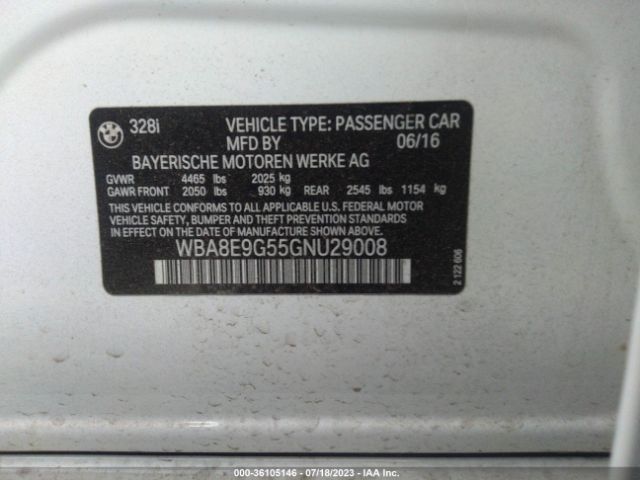 328i VEHICLE TYPE: PASSENGER CAR
MFD BY 06/16
BAYERISCHE MOTOREN WERKE AG
GVWR 4465 lbs 2025 kg
GAWR FRONT 2050 lbs 930 kg REAR 2545 lbs 1154 kg
THIS VEHICLE CONFORMS TO ALL APPLICABLE U.S. FEDERAL MOTOR
VEHICLE SAFETY, BUMPER AND THEFT PREVENTION STANDARDS
IN EFFECT ON THE DATE OF MANUFACTURE SHOWN ABOVE.
WBA8E9G55GNU29008
2 122 606
000-36105146 - 07/18/2023 - IAA Inc.